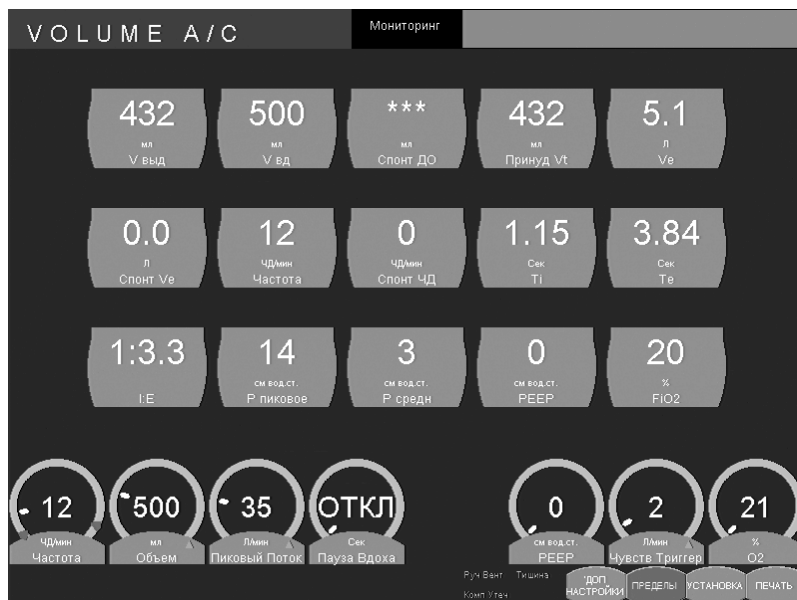 VOLUME A/C
Мониторинг
432
мл
V выд
500
мл
V вд
***
мл
Спонт ДО
432
мл
Принуд Vt
5.1
Л
Ve
0.0
Л
Спонт Ve
12
ЧД/мин
Частота
0
ЧД/мин
Спонт ЧД
1.15
Сек
Ti
3.84
Сек
Te
1:3.3
I:E
14
см вод.ст.
Р пиковое
3
см вод.ст.
Р средн
0
см вод.ст.
PEEP
20
%
FiO2
12
ЧД/мин
Частота
500
мл
Объем
35
Л/мин
Пиковый Поток
ОТКЛ
Сек
Пауза Вдоха
0
см вод.ст.
PEEP
2
Л/мин
Чувств Триггер
21
%
O2
Руч Вент Тишина
Комп Утеч
'ДОП
НАСТРОЙКИ
ПРЕДЕЛЫ
УСТАНОВКА
ПЕЧАТЬ